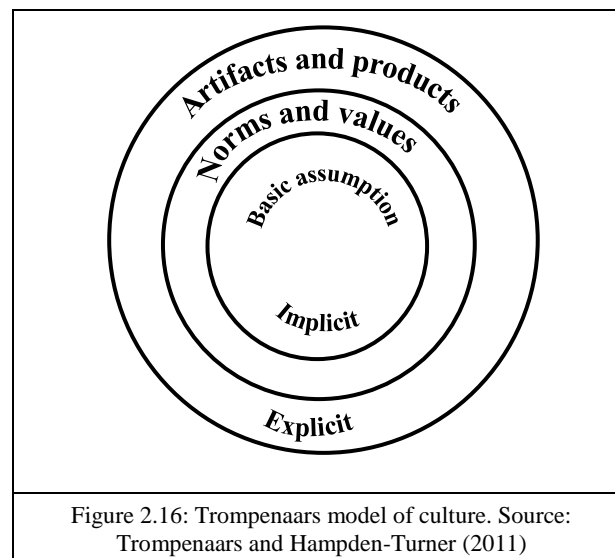 Artifacts and products
Norms and values
Basic assumption
Implicit
Explicit
Figure 2.16: Trompenaars model of culture. Source:
Trompenaars and Hampden-Turner (2011)